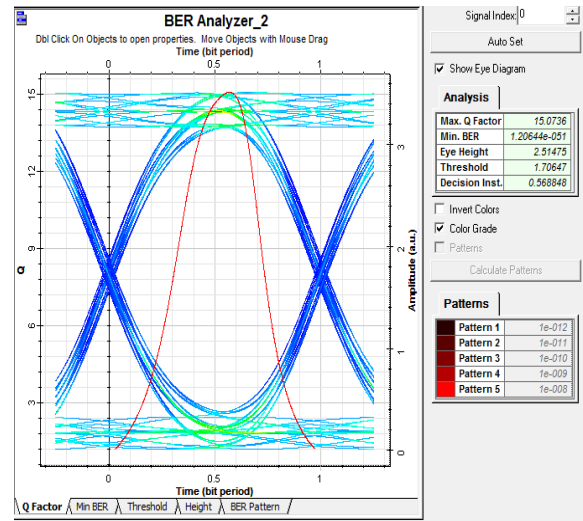 BER Analyzer_2
Dbl Click On Objects to open properties. Move Objects with Mouse Drag
Time (bit period)
0 0.5 1
15
12
9
6
3
Q
3
2
1
0
Amplitude (a.u.)
0 0.5 1
Time (bit period)
Q Factor Min BER Threshold Height BER Pattern
Signal Index: 0
Auto Set
Show Eye Diagram
Analysis
Max. Q Factor 15.0736
Min. BER 1.20644e-051
Eye Height 2.51475
Threshold 1.70647
Decision Inst. 0.568848
Invert Colors
Color Grade
Patterns
Calculate Patterns
Patterns
Pattern 1 1e-012
Pattern 2 1e-011
Pattern 3 1e-010
Pattern 4 1e-009
Pattern 5 1e-008